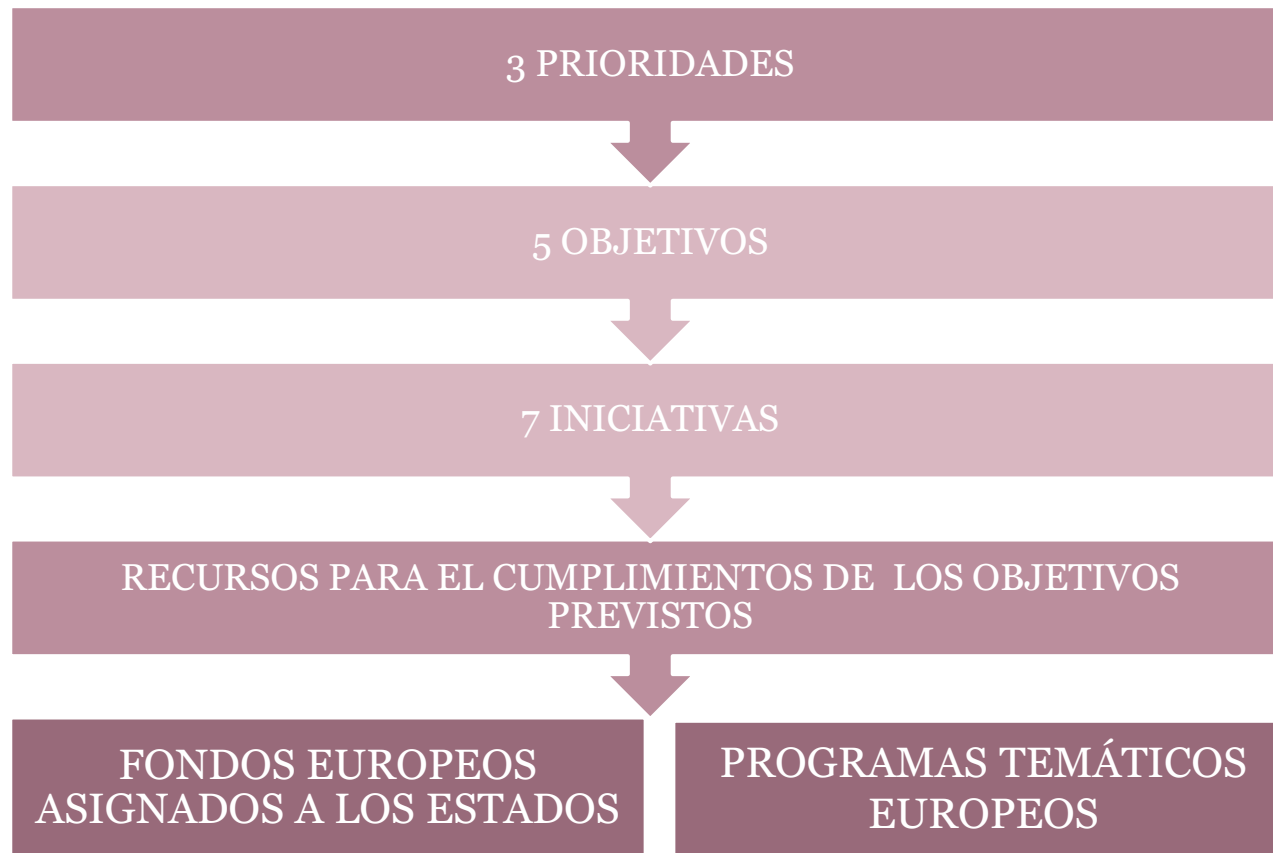 3 PRIORIDADES
5 OBJETIVOS
7 INICIATIVAS
RECURSOS PARA EL CUMPLIMIENTOS DE LOS OBJETIVOS
PREVISTOS
FONDOS EUROPEOS
ASIGNADOS A LOS ESTADOS
PROGRAMAS TEMÁTICOS
EUROPEOS